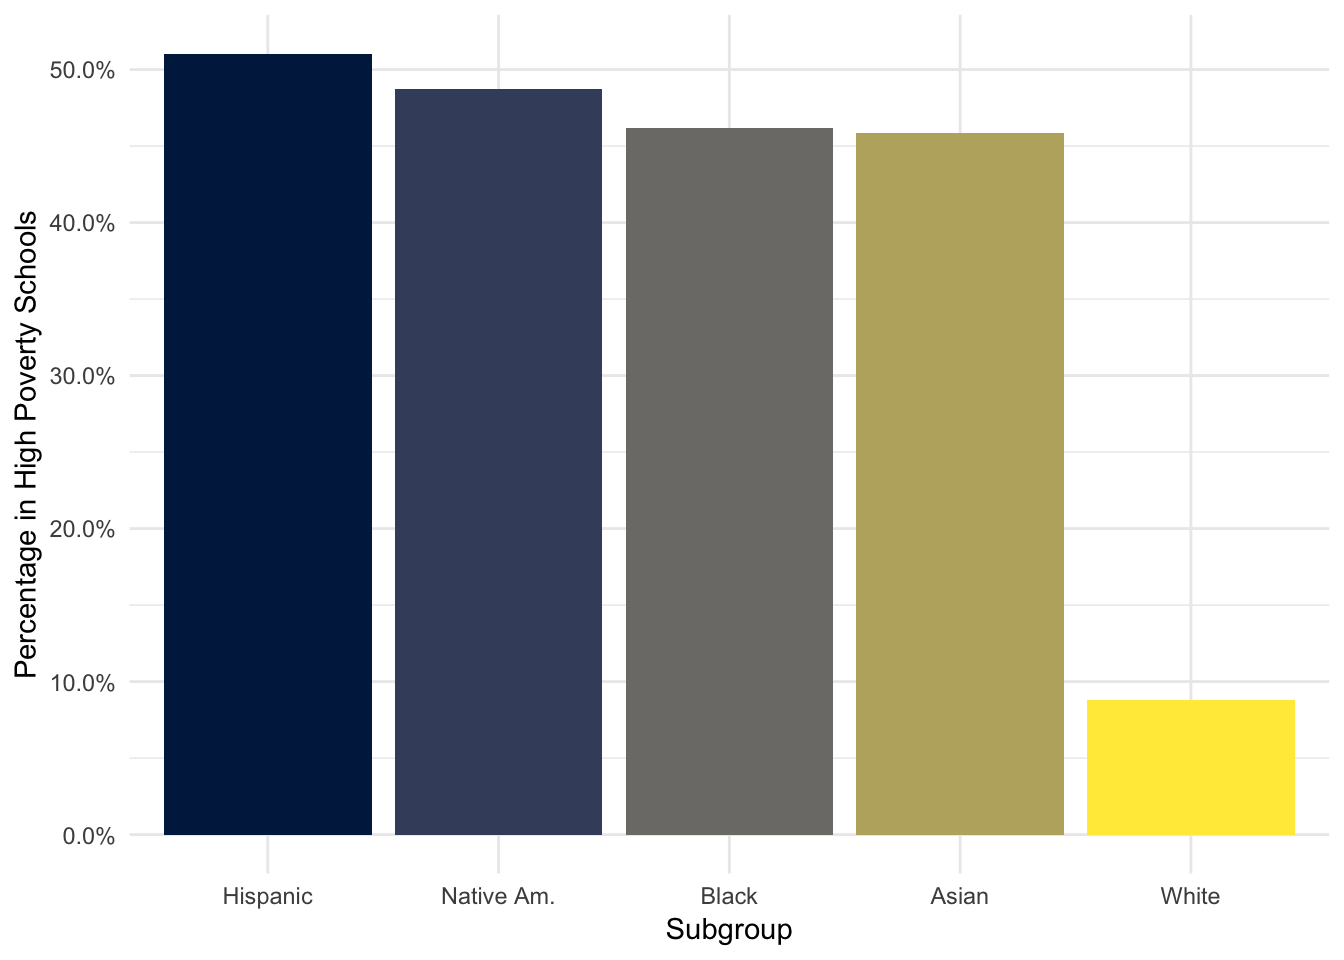 Percentage in High Poverty Schools
50.0%
40.0%
30.0%
20.0%
10.0%
0.0%
Hispanic
Native Am.
Black
Asian
White
Subgroup